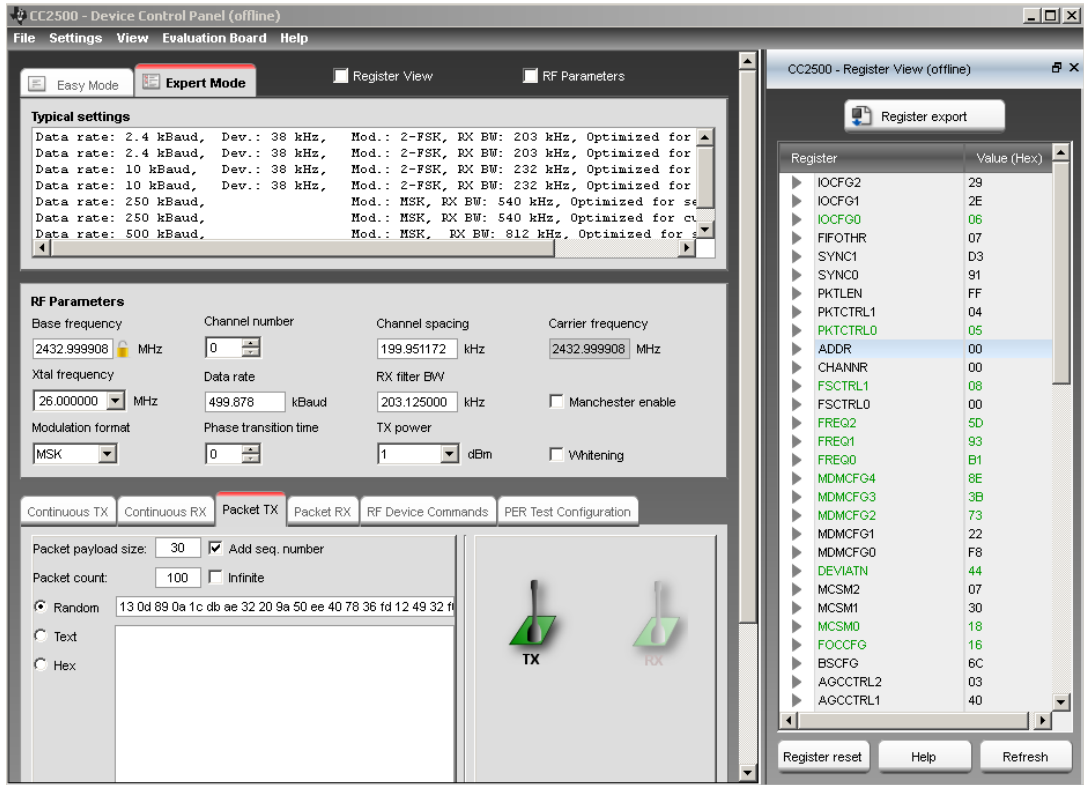 CC2500 - Device Control Panel (offline)
File Settings View Evaluation Board Help
Easy Mode Expert Mode Register View RF Parameters
Typical settings
Data rate: 2.4 kBaud, Dev.: 38 kHz, Mod.: 2-FSK, RX BW: 203 kHz, Optimized for
Data rate: 2.4 kBaud, Dev.: 38 kHz, Mod.: 2-FSK, RX BW: 203 kHz, Optimized for
Data rate: 10 kBaud, Dev.: 38 kHz, Mod.: 2-FSK, RX BW: 232 kHz, Optimized for
Data rate: 10 kBaud, Dev.: 38 kHz, Mod.: 2-FSK, RX BW: 232 kHz, Optimized for
Data rate: 250 kBaud, Mod.: MSK, RX BW: 540 kHz, Optimized for se
Data rate: 250 kBaud, Mod.: MSK, RX BW: 540 kHz, Optimized for cu
Data rate: 500 kBaud, Mod.: MSK, RX BW: 812 kHz, Optimized for s
RF Parameters
Base frequency Channel number Channel spacing Carrier frequency
2432.999908 MHz 0 199.951172 kHz 2432.999908 MHz
Xtal frequency Data rate RX filter BW
26.000000 MHz 499.878 kBaud 203.125000 kHz Manchester enable
Modulation format Phase transition time TX power
MSK 0 1 dBm Whitening
Continuous TX Continuous RX Packet TX Packet RX RF Device Commands PER Test Configuration
Packet payload size: 30 Add seq. number
Packet count: 100 Infinite
Random 13 0d 89 0a 1c db ae 32 20 9a 50 ee 40 78 36 fd 12 49 32 f
Text
Hex
TX RX
CC2500 - Register View (offline)
Register export
Register Value (Hex)
IOCFG2 29
IOCFG1 2E
IOCFG0 06
FIFOTHR 07
SYNC1 D3
SYNC0 91
PKTLEN FF
PKTCTRL1 04
PKTCTRL0 05
ADDR 00
CHANNR 00
FSCTRL1 08
FSCTRL0 00
FREQ2 5D
FREQ1 93
FREQ0 B1
MDMCFG4 8E
MDMCFG3 3B
MDMCFG2 73
MDMCFG1 22
MDMCFG0 F8
DEVIATN 44
MCSM2 07
MCSM1 30
MCSM0 18
FOCCFG 16
BSCFG 6C
AGCCTRL2 03
AGCCTRL1 40
Register reset Help Refresh